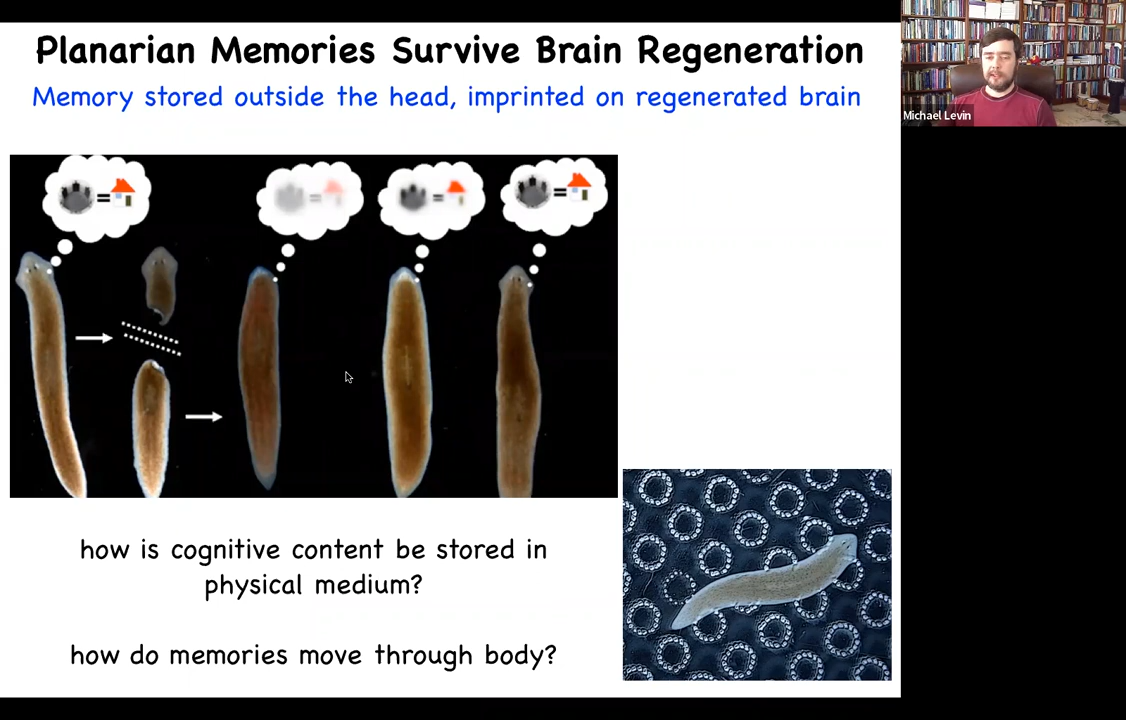 Planarian Memories Survive Brain Regeneration
Memory stored outside the head, imprinted on regenerated brain
Michael Levin
how is cognitive content be stored in
physical medium?
how do memories move through body?